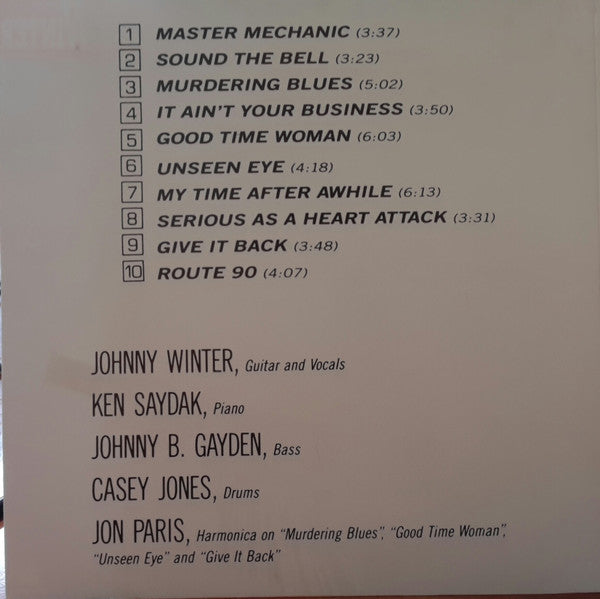 1 MASTER MECHANIC (3:37)
2 SOUND THE BELL (3:23)
3 MURDERING BLUES (5:02)
4 IT AIN'T YOUR BUSINESS (3:50)
5 GOOD TIME WOMAN (6:03)
6 UNSEEN EYE (4:18)
7 MY TIME AFTER AWHILE (6:13)
8 SERIOUS AS A HEART ATTACK (3:31)
9 GIVE IT BACK (3:48)
10 ROUTE 90 (4:07)
JOHNNY WINTER, Guitar and Vocals
KEN SAYDAK, Piano
JOHNNY B. GAYDEN, Bass
CASEY JONES, Drums
JON PARIS, Harmonica on “Murdering Blues”, “Good Time Woman”,
“Unseen Eye” and “Give It Back”